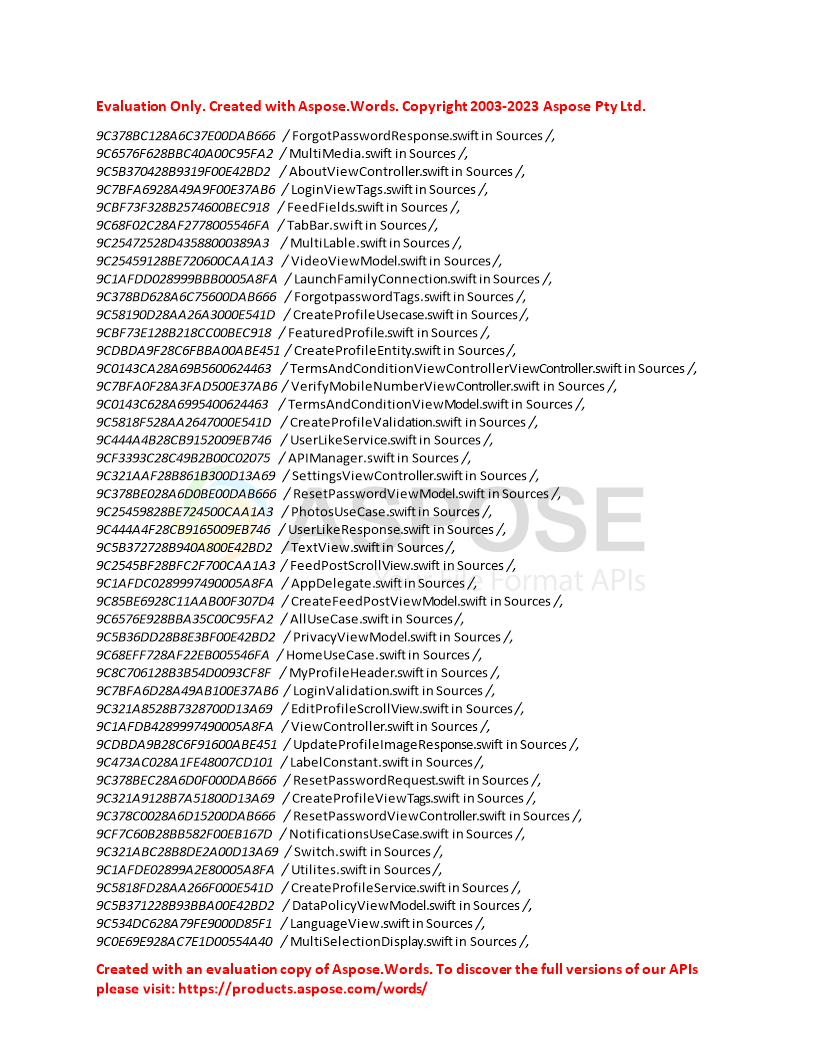 Evaluation Only. Created with Aspose.Words. Copyright 2003-2023 Aspose Pty Ltd.
9C378BC128A6C37E00DAB666 / ForgotPasswordResponse.swift in Sources /,
9C6576F628BBC40A00C95FA2 / MultiMedia.swift in Sources /,
9C5B370428B9319F00E42BD2 / AboutViewController.swift in Sources /,
9C7BFA6928A49A9F00E37AB6 / LoginViewTags.swift in Sources /,
9CBF73F328B2574600BEC918 / FeedFields.swift in Sources /,
9C68F02C28AF2778005546FA / TabBar.swift in Sources /,
9C25472528D43588000389A3 / MultiLable.swift in Sources /,
9C25459128BE720600CAA1A3 / VideoViewModel.swift in Sources /,
9C1AFDD028999BBB0005A8FA / LaunchFamilyConnection.swift in Sources /,
9C378BD628A6C75600DAB666 / ForgotpasswordTags.swift in Sources /,
9C58190D28AA26A3000E541D / CreateProfileUsecase.swift in Sources /,
9CBF73E128B218CC00BEC918 / FeaturedProfile.swift in Sources /,
9CDBDA9F28C6FBBA00ABE451 / CreateProfileEntity.swift in Sources /,
9C0143CA28A69B5600624463 / TermsAndConditionViewControllerViewController.swift in Sources /,
9C7BFA0F28A3FAD500E37AB6 / VerifyMobileNumberViewController.swift in Sources /,
9C0143C628A6995400624463 / TermsAndConditionViewModel.swift in Sources /,
9C5818F528AA2647000E541D / CreateProfileValidation.swift in Sources /,
9C444A4B28CB9152009EB746 / UserLikeService.swift in Sources /,
9CF3393C28C49B2B00C02075 / APIManager.swift in Sources /,
9C321AAF28B861B300D13A69 / SettingsViewController.swift in Sources /,
9C378BE028A6D0BE00DAB666 / ResetPasswordViewModel.swift in Sources /,
9C25459828BE724500CAA1A3 / PhotosUseCase.swift in Sources /,
9C444A4F28CB9165009EB746 / UserLikeResponse.swift in Sources /,
9C5B372728B940A800E42BD2 / TextView.swift in Sources /,
9C2545BF28BFC2F700CAA1A3 / FeedPostScrollView.swift in Sources /,
9C1AFDC0289997490005A8FA / AppDelegate.swift in Sources /,
9C85BE6928C11AAB00F307D4 / CreateFeedPostViewModel.swift in Sources /,
9C6576E928BBA35C00C95FA2 / AllUseCase.swift in Sources /,
9C5B36DD28B8E3BF00E42BD2 / PrivacyViewModel.swift in Sources /,
9C68EFF728AF22EB005546FA / HomeUseCase.swift in Sources /,
9C8C706128B3B54D0093CF8F / MyProfileHeader.swift in Sources /,
9C7BFA6D28A49AB100E37AB6 / LoginValidation.swift in Sources /,
9C321A8528B7328700D13A69 / EditProfileScrollView.swift in Sources /,
9C1AFDB4289997490005A8FA / ViewController.swift in Sources /,
9CDBDA9B28C6F91600ABE451 / UpdateProfileImageResponse.swift in Sources /,
9C473AC028A1FE48007CD101 / LabelConstant.swift in Sources /,
9C378BEC28A6D0F000DAB666 / ResetPasswordRequest.swift in Sources /,
9C321A9128B7A51800D13A69 / CreateProfileViewTags.swift in Sources /,
9C378C0028A6D15200DAB666 / ResetPasswordViewController.swift in Sources /,
9CF7C60B28BB582F00EB167D / NotificationsUseCase.swift in Sources /,
9C321ABC28B8DE2A00D13A69 / Switch.swift in Sources /,
9C1AFDE02899A2E80005A8FA / Utilites.swift in Sources /,
9C5818FD28AA266F000E541D / CreateProfileService.swift in Sources /,
9C5B371228B93BBA00E42BD2 / DataPolicyViewModel.swift in Sources /,
9C534DC628A79FE9000D85F1 / LanguageView.swift in Sources /,
9C0E69E928AC7E1D00554A40 / MultiSelectionDisplay.swift in Sources /,
ASPOSE
Your File Format APIs
Created with an evaluation copy of Aspose.Words. To discover the full versions of our APIs
please visit: https://products.aspose.com/words/